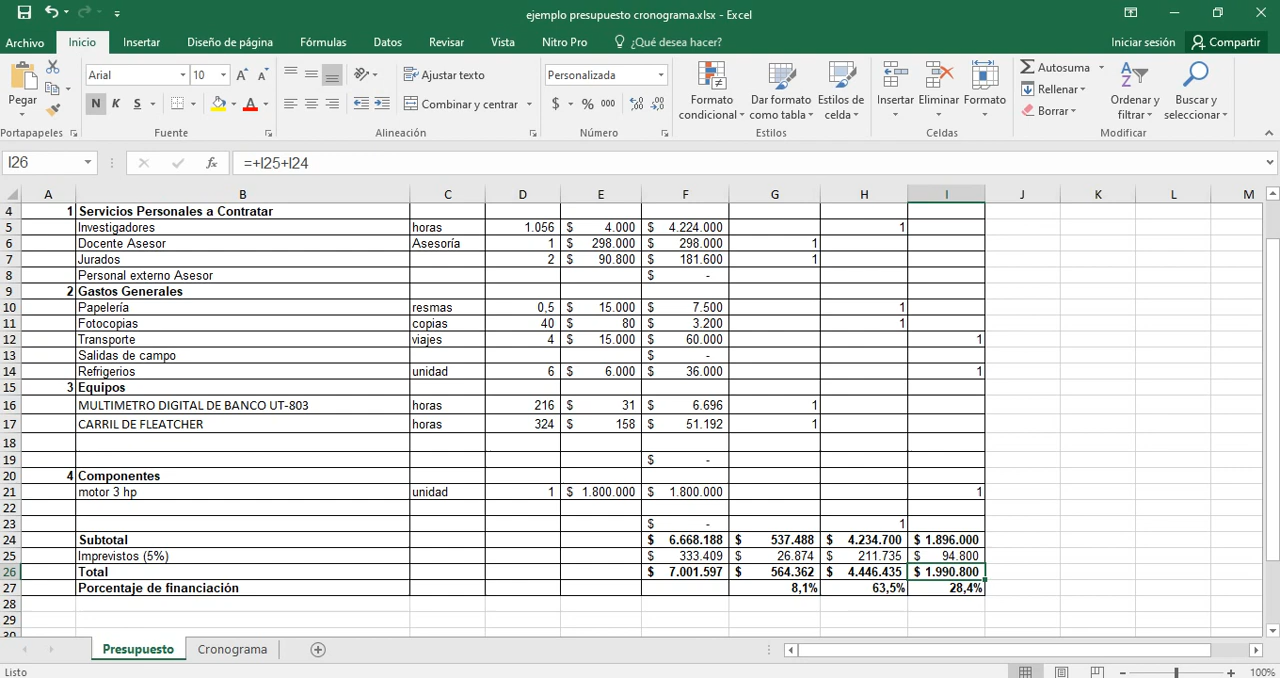 ejemplo presupuesto cronograma.xlsx - Excel
Archivo Inicio Insertar Diseño de página Fórmulas Datos Revisar Vista Nitro Pro ¿Qué desea hacer? Iniciar sesión Compartir
Pegar Arial 10 Ajustar texto Personalizada Formato condicional Dar formato como tabla Estilos de celda Insertar Eliminar Formato Autosuma Rellenar Borrar Ordenar y filtrar Buscar y seleccionar
N K S Combinar y centrar $ % 000
Portapapeles Fuente Alineación Número Estilos Celdas Modificar
I26 fx =+I25+I24
A B C D E F G H I J K L M
4 1 Servicios Personales a Contratar
5 Investigadores horas 1.056 $ 4.000 $ 4.224.000 1
6 Docente Asesor Asesoría 1 $ 298.000 $ 298.000 1
7 Jurados 2 $ 90.800 $ 181.600 1
8 Personal externo Asesor $ -
9 2 Gastos Generales
10 Papelería resmas 0,5 $ 15.000 $ 7.500 1
11 Fotocopias copias 40 $ 80 $ 3.200 1
12 Transporte viajes 4 $ 15.000 $ 60.000 1
13 Salidas de campo $ -
14 Refrigerios unidad 6 $ 6.000 $ 36.000 1
15 3 Equipos
16 MULTIMETRO DIGITAL DE BANCO UT-803 horas 216 $ 31 $ 6.696 1
17 CARRIL DE FLEATCHER horas 324 $ 158 $ 51.192 1
18
19 $ -
20 4 Componentes
21 motor 3 hp unidad 1 $ 1.800.000 $ 1.800.000 1
22
23 $ - 1
24 Subtotal $ 6.668.188 $ 537.488 $ 4.234.700 $ 1.896.000
25 Imprevistos (5%) $ 333.409 $ 26.874 $ 211.735 $ 94.800
26 Total $ 7.001.597 $ 564.362 $ 4.446.435 $ 1.990.800
27 Porcentaje de financiación 8,1% 63,5% 28,4%
28
29
30
Presupuesto Cronograma
Listo 100%